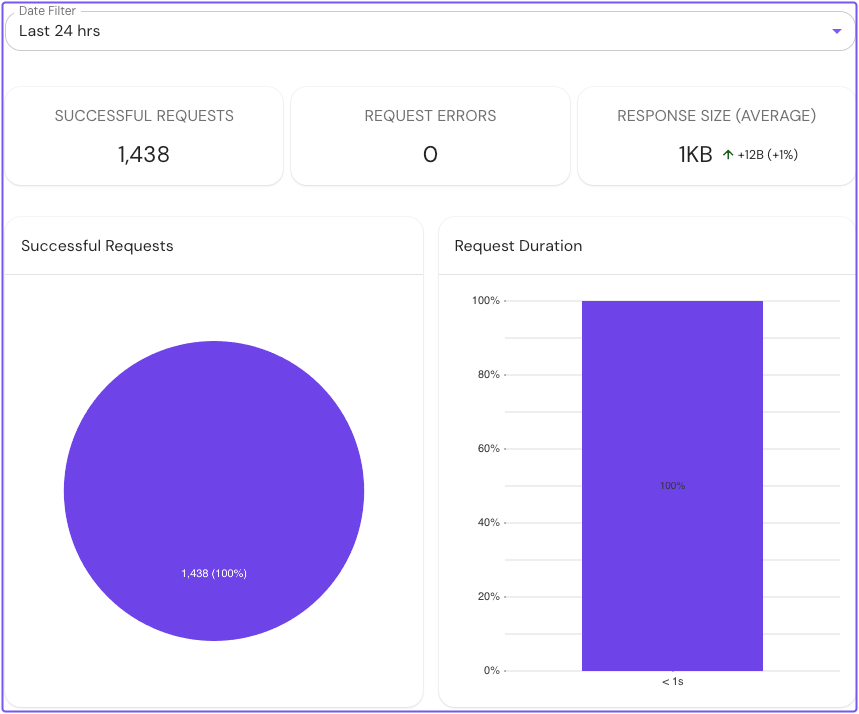 Date Filter
Last 24 hrs
SUCCESSFUL REQUESTS
1,438
REQUEST ERRORS
0
RESPONSE SIZE (AVERAGE)
1KB ↑ +12B (+1%)
Successful Requests
1,438 (100%)
Request Duration
100%
80%
60%
100%
40%
20%
0%
< 1s